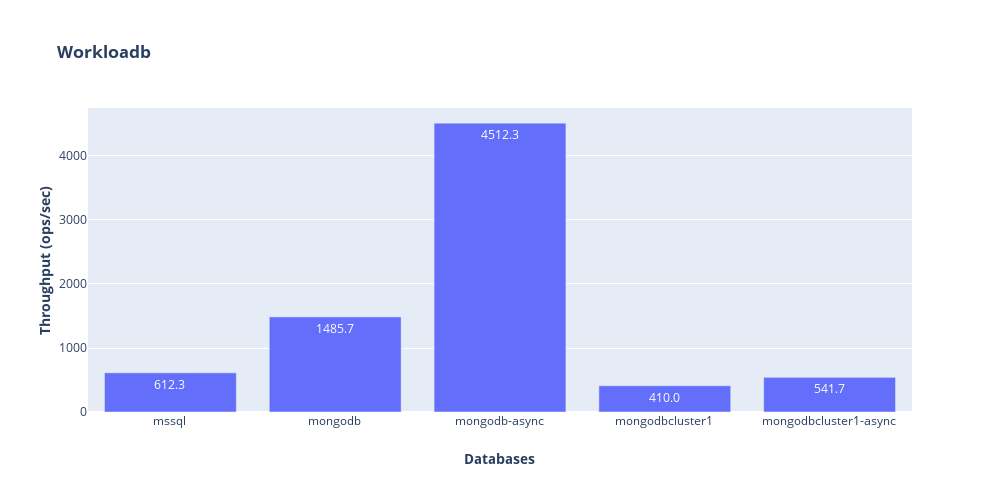 Workloadb
Throughput (ops/sec)
4000
3000
2000
1000
0
612.3
1485.7
4512.3
410.0
541.7
mssql
mongodb
mongodb-async
mongodbcluster1
mongodbcluster1-async
Databases